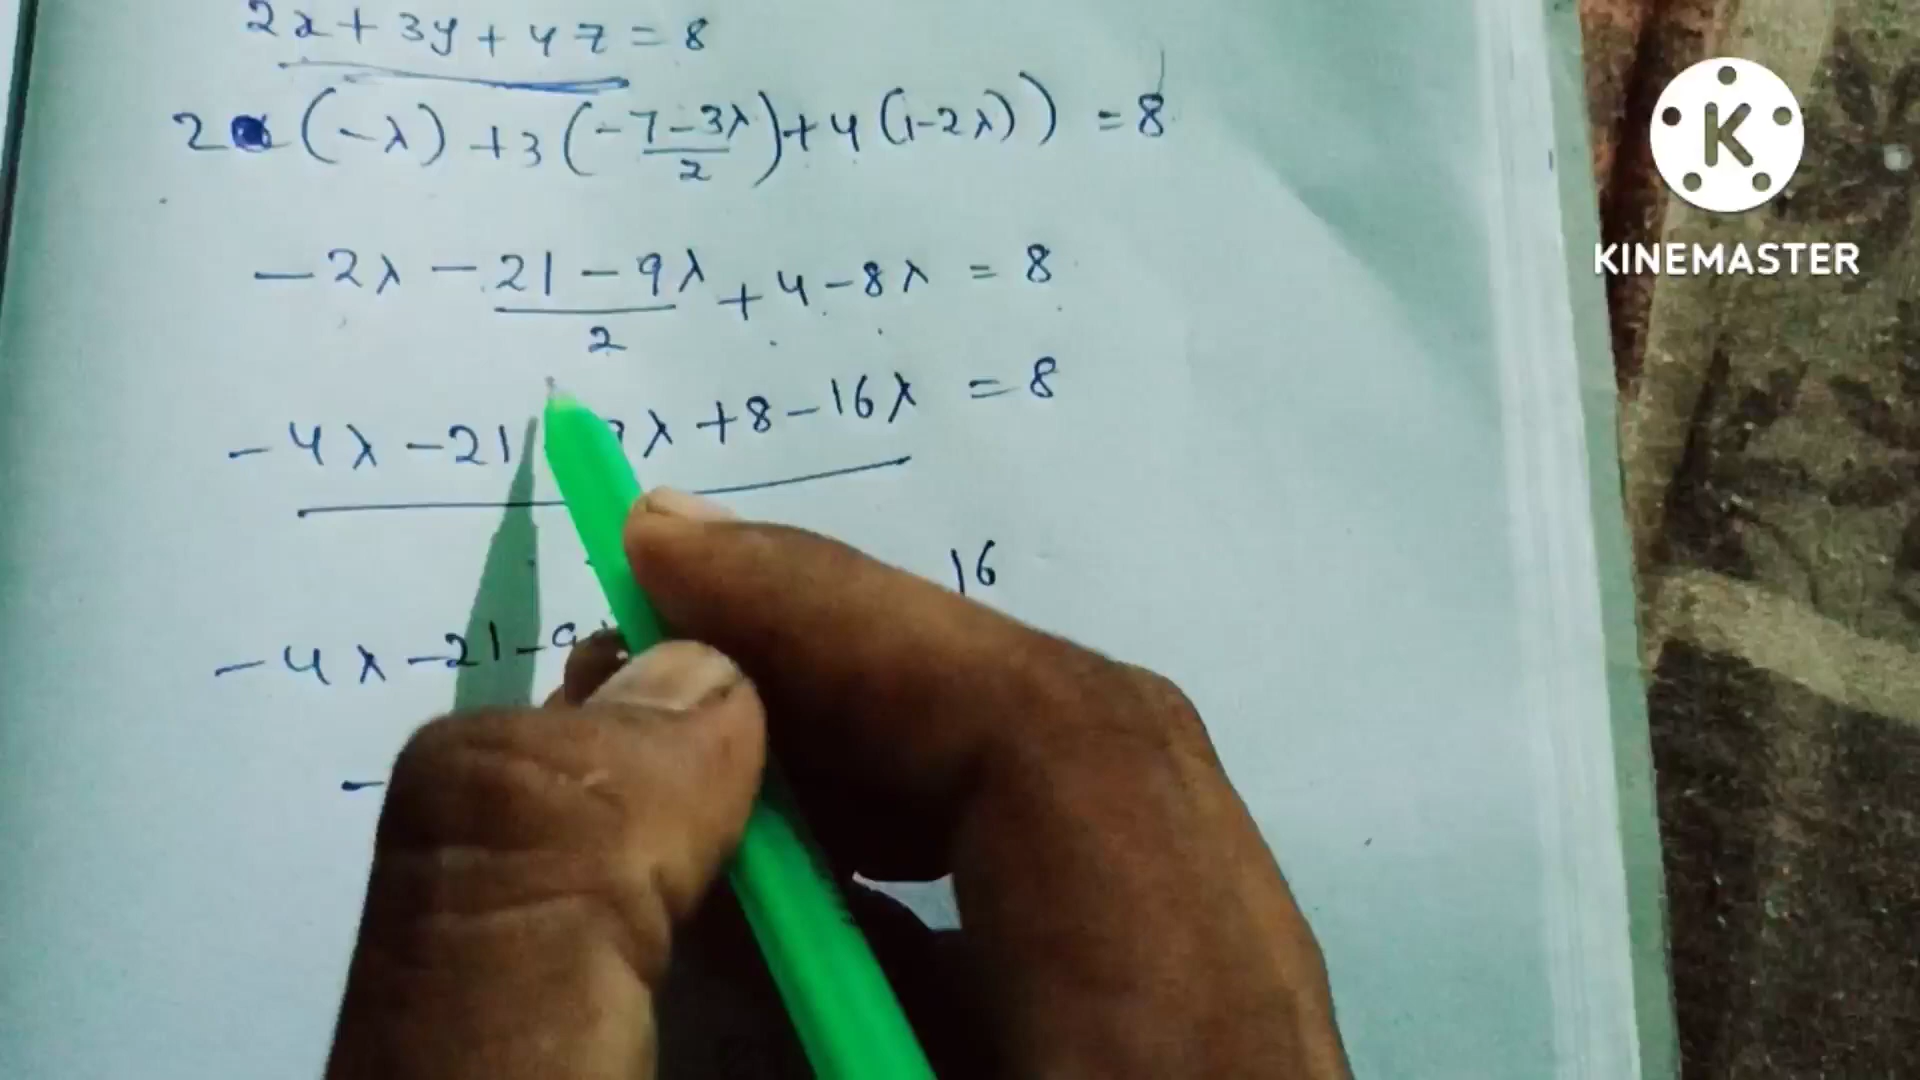 2x + 3y + 4z = 8
2 (-λ) + 3 (-7-3λ/2) + 4 (1-2λ)) = 8
-2λ - 21 - 9λ/2 + 4 - 8λ = 8
-4λ - 21 λ + 8 - 16λ = 8
16
-4λ - 21 - 9
-
K
KINEMASTER